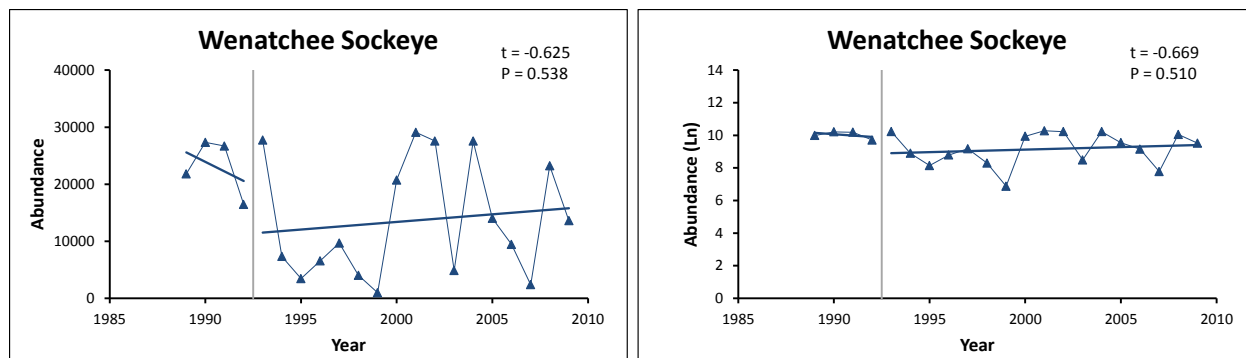 Wenatchee Sockeye
t = -0.625
P = 0.538
40000
30000
20000
10000
0
Abundance
1985
1990
1995
2000
2005
2010
Year
Wenatchee Sockeye
t = -0.669
P = 0.510
14
12
10
8
6
4
2
0
Abundance (Ln)
1985
1990
1995
2000
2005
2010
Year